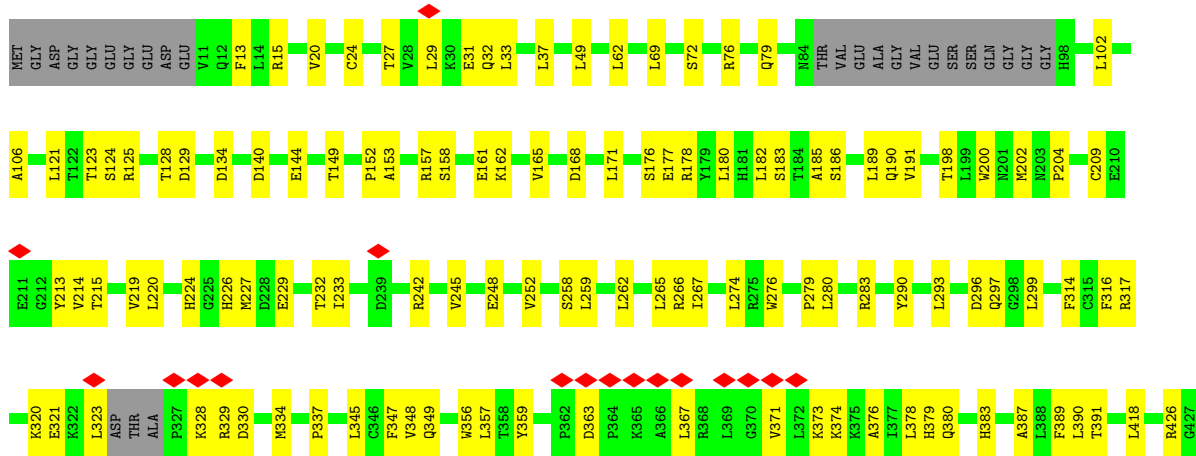 MET GLY ASP GLY GLY GLU GLY GLU ASP GLU V11 Q12 F13 L14 R15 V20 C24 T27 V28 L29 K30 E31 Q32 L33 L37 L49 L62 L69 S72 R76 Q79 N84 THR VAL GLU ALA GLY VAL GLU SER SER GLN GLY GLY GLY H98 L102
A106 L121 T122 T123 S124 R125 T128 D129 D134 D140 E144 T149 P152 A153 R157 S158 E161 K162 V165 D168 L171 S176 E177 R178 Y179 L180 H181 L182 S183 T184 A185 S186 L189 Q190 V191 T198 L199 W200 N201 M202 N203 P204 C209 E210
E211 G212 Y213 V214 T215 V219 L220 H224 G225 H226 M227 D228 E229 T232 I233 D239 R242 V245 E248 V252 S258 L259 L262 L265 R266 I267 L274 R275 W276 P279 L280 R283 Y290 L293 D296 Q297 G298 L299 F314 C315 F316 R317
K320 E321 K322 L323 ASP THR ALA P327 K328 R329 D330 M334 P337 L345 C346 F347 V348 Q349 W356 L357 T358 Y359 P362 D363 P364 K365 A366 L367 R368 L369 G370 V371 L372 K373 K374 K375 A376 I377 L378 H379 Q380 H383 A387 L388 F389 L390 T391 L418 R426 G427